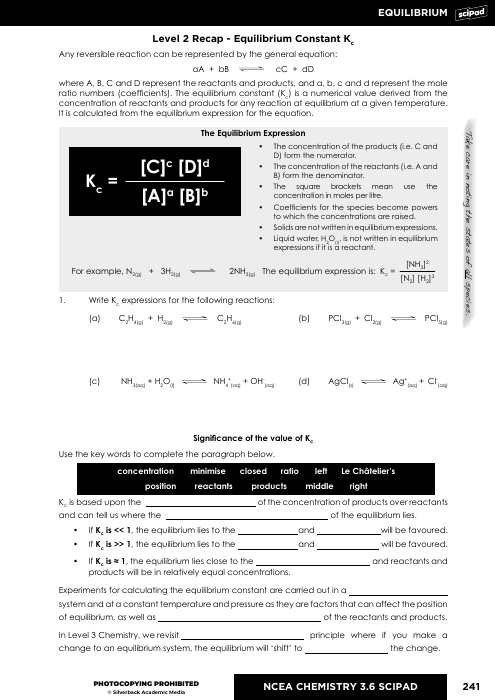 EQUILIBRIUM scipad
Level 2 Recap - Equilibrium Constant Kc
Any reversible reaction can be represented by the general equation:
aA + bB ⇌ cC + dD
where A, B, C and D represent the reactants and products, and a, b, c and d represent the mole
ratio numbers (coefficients). The equilibrium constant (Kc) is a numerical value derived from the
concentration of reactants and products for any reaction at equilibrium at a given temperature.
It is calculated from the equilibrium expression for the equation.
The Equilibrium Expression
Kc = [C]^c [D]^d / [A]^a [B]^b
• The concentration of the products (i.e. C and
D) form the numerator.
• The concentration of the reactants (i.e. A and
B) form the denominator.
• The square brackets mean use the
concentration in moles per litre.
• Coefficients for the species become powers
to which the concentrations are raised.
• Solids are not written in equilibrium expressions.
• Liquid water, H2O(l), is not written in equilibrium
expressions if it is a reactant.
For example, N2(g) + 3H2(g) ⇌ 2NH3(g) The equilibrium expression is: Kc = [NH3]^2 / [N2] [H2]^3
Take care in noting the states of all species.
1. Write Kc expressions for the following reactions:
(a) C2H4(g) + H2(g) ⇌ C2H6(g) (b) PCl3(g) + Cl2(g) ⇌ PCl5(g)
(c) NH3(aq) + H2O(l) ⇌ NH4+(aq) + OH-(aq) (d) AgCl(s) ⇌ Ag+(aq) + Cl-(aq)
Significance of the value of Kc
Use the key words to complete the paragraph below.
concentration minimise closed ratio left Le Châtelier's
position reactants products middle right
Kc is based upon the ____ of the concentration of products over reactants
and can tell us where the ____ of the equilibrium lies.
• If Kc is << 1, the equilibrium lies to the ____ and ____ will be favoured.
• If Kc is >> 1, the equilibrium lies to the ____ and ____ will be favoured.
• If Kc is ≈ 1, the equilibrium lies close to the ____ and reactants and
products will be in relatively equal concentrations.
Experiments for calculating the equilibrium constant are carried out in a ____
system and at a constant temperature and pressure as they are factors that can affect the position
of equilibrium, as well as ____ of the reactants and products.
In Level 3 Chemistry, we revisit ____ principle where if you make a
change to an equilibrium system, the equilibrium will 'shift' to ____ the change.
PHOTOCOPYING PROHIBITED
© Silverback Academic Media
NCEA CHEMISTRY 3.6 SCIPAD 241